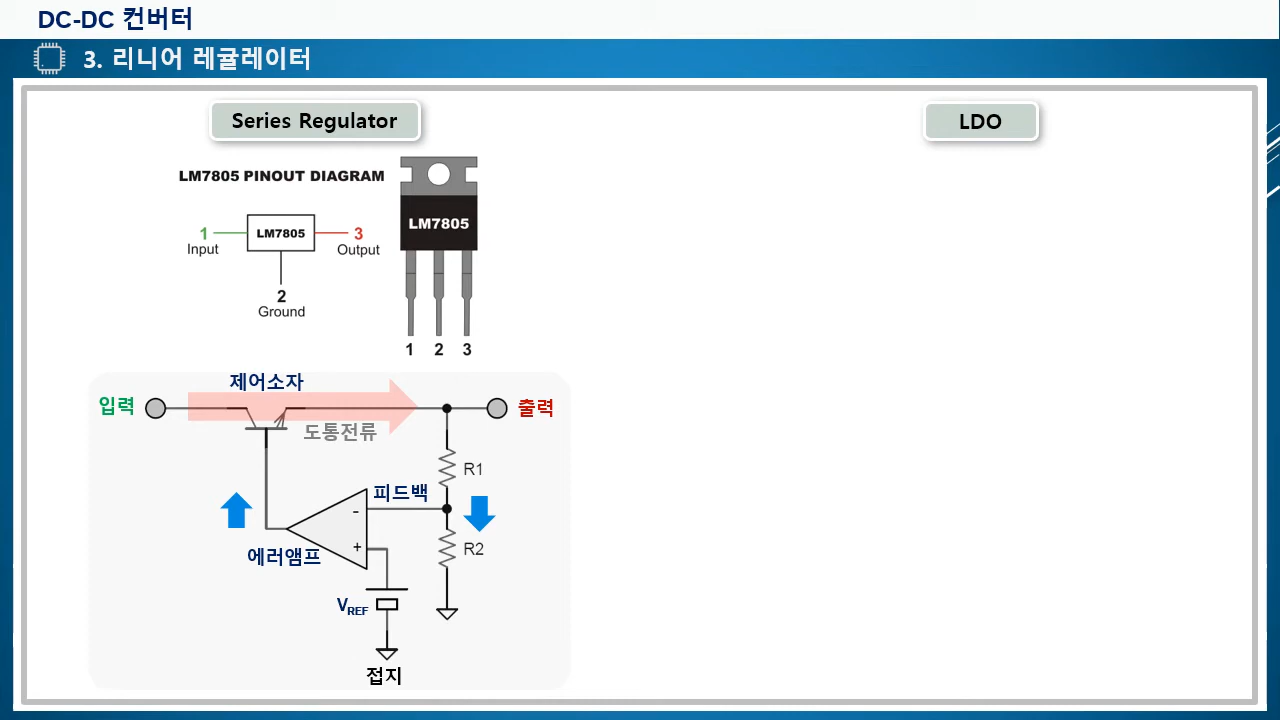 DC-DC 컨버터
3. 리니어 레귤레이터
Series Regulator
LDO
LM7805 PINOUT DIAGRAM
LM7805
1
Input
LM7805
3
Output
2
Ground
1 2 3
제어소자
입력
출력
도통전류
R1
피드백
-
에러앰프
+
R2
VREF
접지